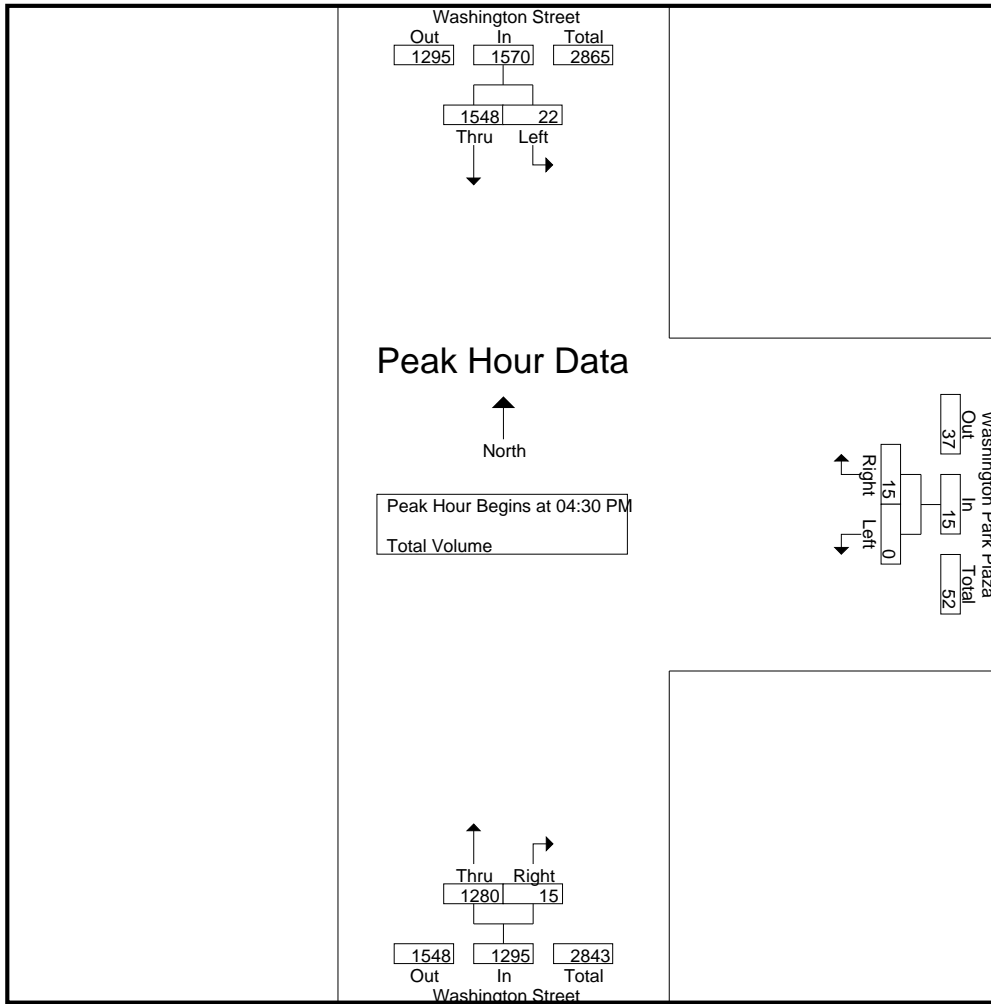 Washington Street
Out In Total
1295 1570 2865
1548 22
Thru Left
Peak Hour Data
North
Peak Hour Begins at 04:30 PM
Total Volume
Washington Park Plaza
Out In Total
37 15 52
15 0
Right Left
Thru Right
1280 15
1548 1295 2843
Out In Total
Washington Street